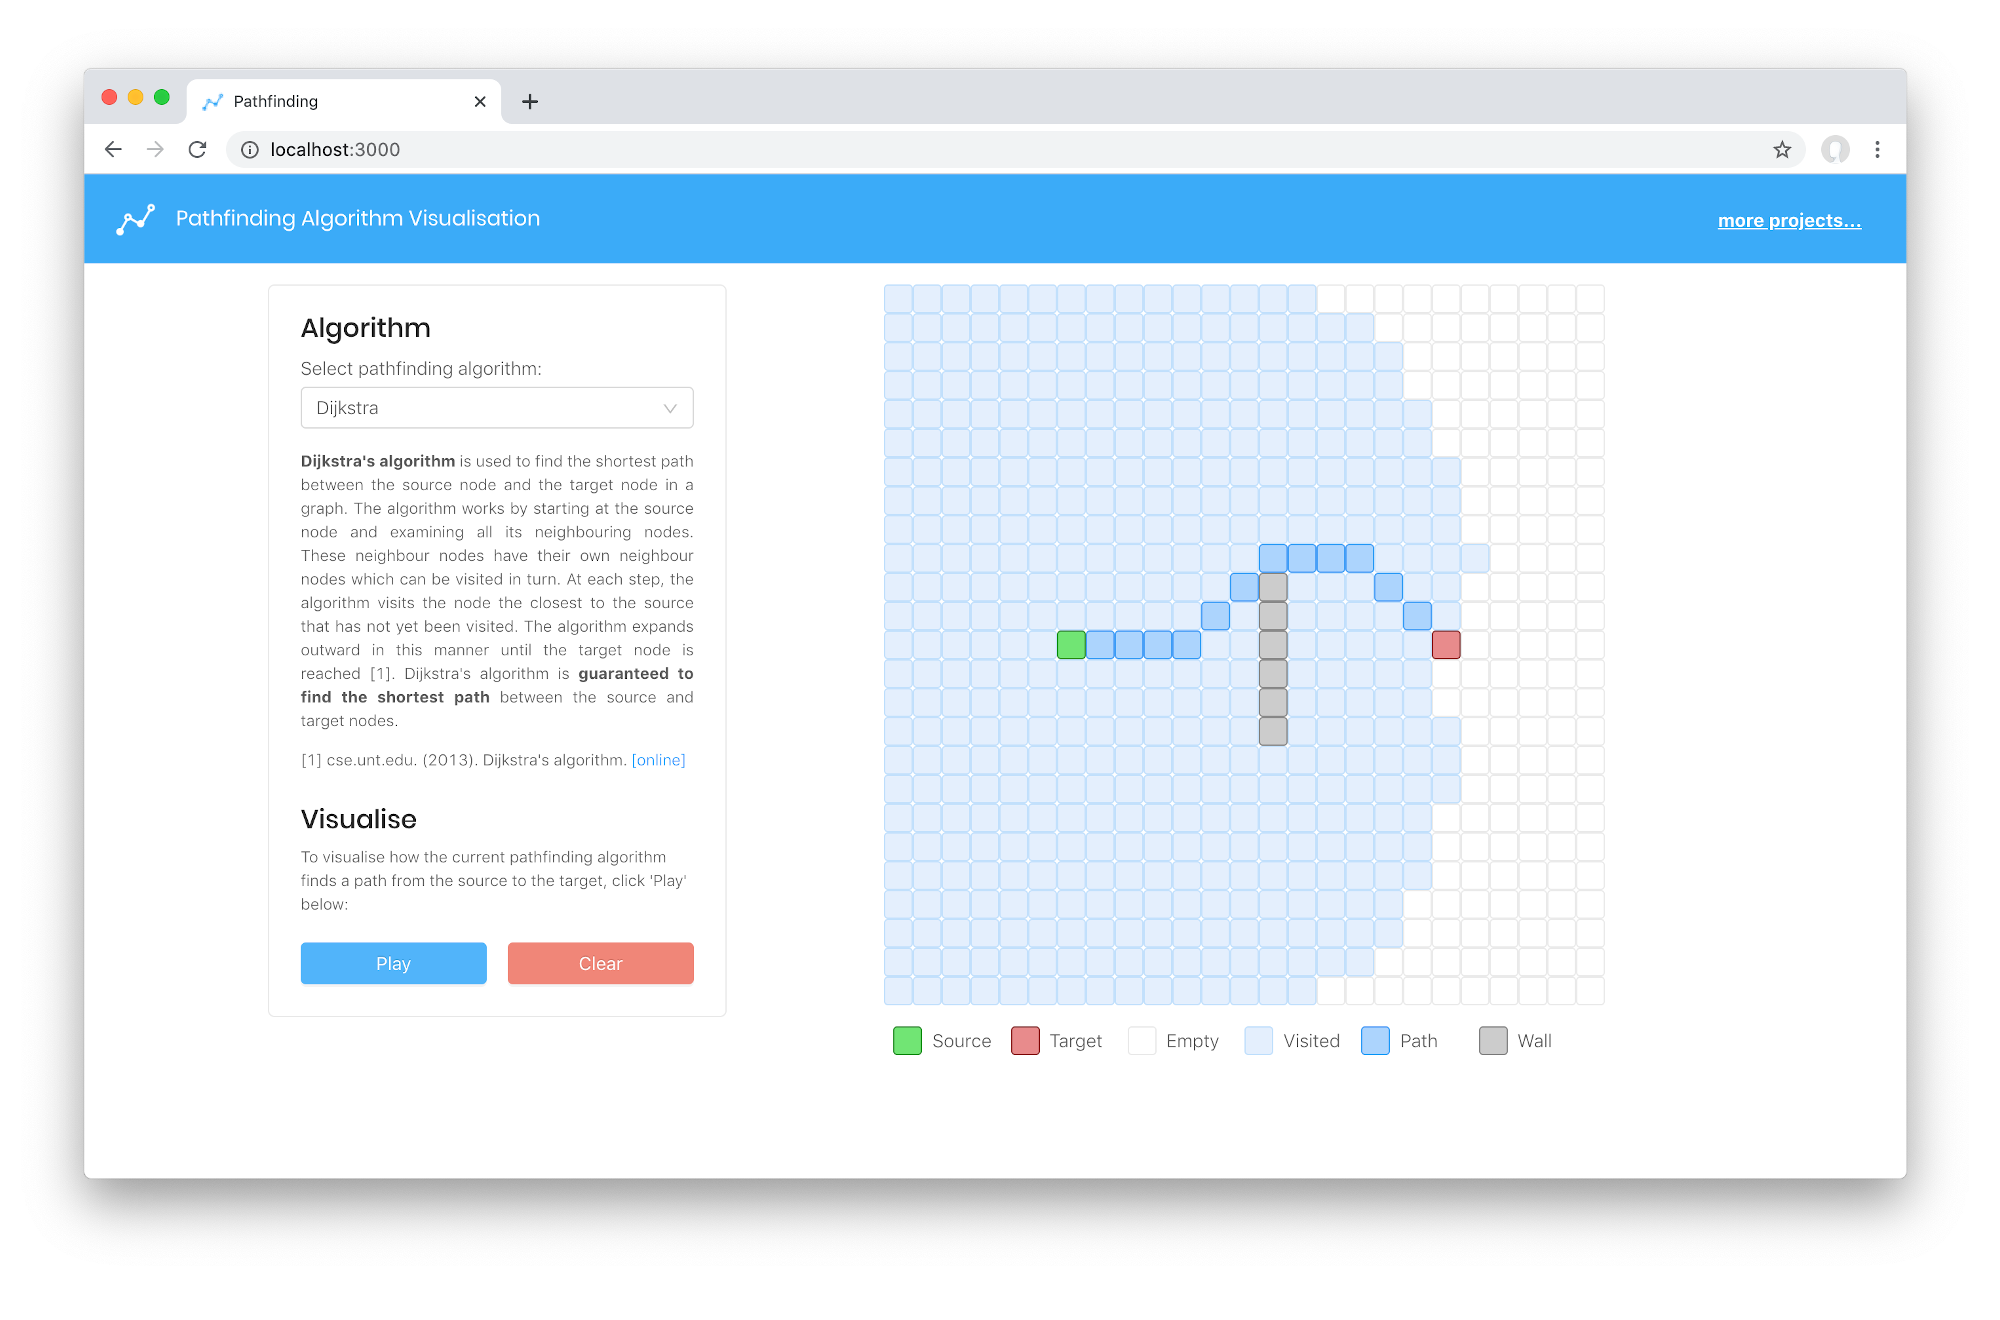 Pathfinding
localhost:3000
Pathfinding Algorithm Visualisation
more projects...
Algorithm
Select pathfinding algorithm:
Dijkstra
Dijkstra's algorithm is used to find the shortest path
between the source node and the target node in a
graph. The algorithm works by starting at the source
node and examining all its neighbouring nodes.
These neighbour nodes have their own neighbour
nodes which can be visited in turn. At each step, the
algorithm visits the node the closest to the source
that has not yet been visited. The algorithm expands
outward in this manner until the target node is
reached [1]. Dijkstra's algorithm is guaranteed to
find the shortest path between the source and
target nodes.
[1] cse.unt.edu. (2013). Dijkstra's algorithm. [online]
Visualise
To visualise how the current pathfinding algorithm
finds a path from the source to the target, click 'Play'
below:
Play Clear
Source Target Empty Visited Path Wall